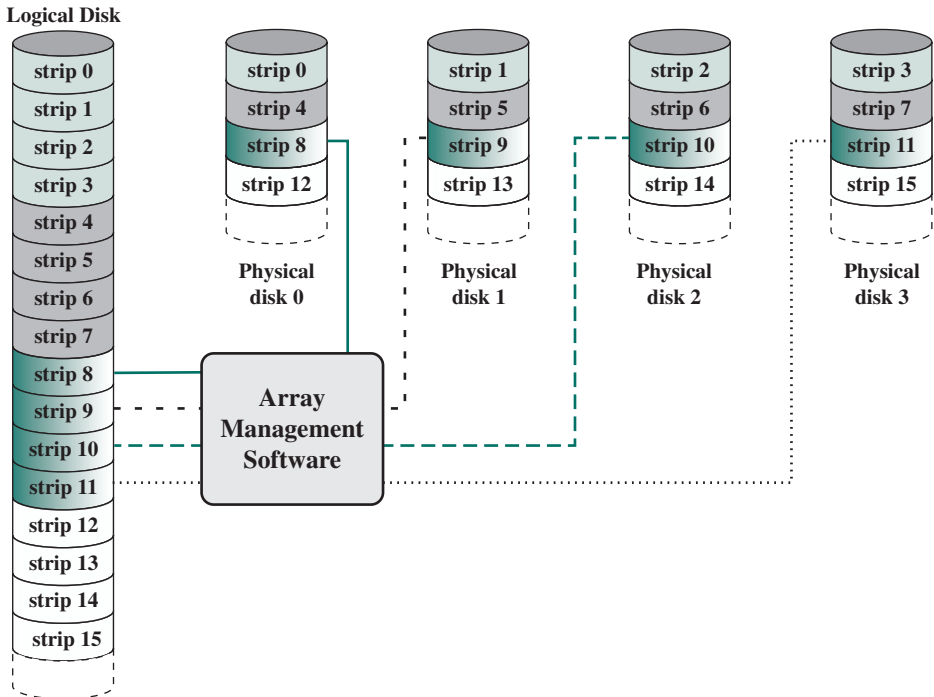 Logical Disk
strip 0
strip 1
strip 2
strip 3
strip 4
strip 5
strip 6
strip 7
strip 8
strip 9
strip 10
strip 11
strip 12
strip 13
strip 14
strip 15
strip 0
strip 4
strip 8
strip 12
Physical
disk 0
strip 1
strip 5
strip 9
strip 13
Physical
disk 1
strip 2
strip 6
strip 10
strip 14
Physical
disk 2
strip 3
strip 7
strip 11
strip 15
Physical
disk 3
Array
Management
Software